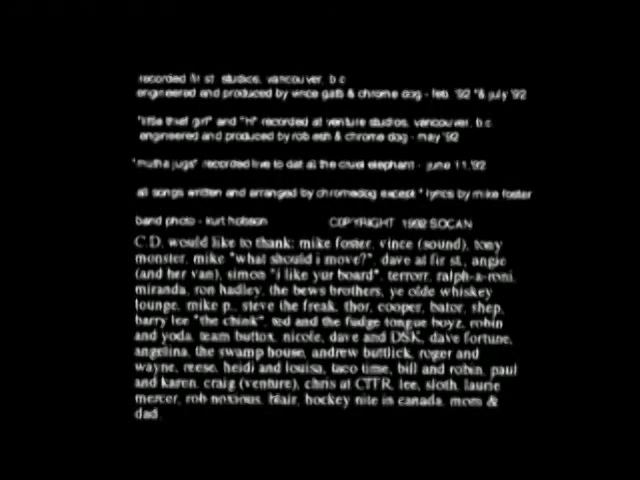 recorded fir st. studios, vancouver, b.c
engineered and produced by vince gatti & chrome dog - feb. '92 '& july '92
"little thief girl" and "H" recorded at venture studios, vancouver, b.c.
engineered and produced by rob esh & chrome dog - may '92
"mutha jugs" recorded live to dat at the cruel elephant - june 11, '92
all songs written and arranged by chromedog except * lyrics by mike foster
band photo - kurt hobson COPYRIGHT 1992 SOCAN
C.D. would like to thank: mike foster, vince (sound), tony
monster, mike "what should i move?", dave at fir st., angie
(and her van), simon "i like yur board", terrorr, ralph-a-roni,
miranda, ron hadley, the bews brothers, ye olde whiskey
lounge, mike p., steve the freak, thor, cooper, bator, shep,
barry lee "the chink", sed and the fudge tongue boyz, robin
and yoda, team buttox, nicole, dave and DSK, dave fortune,
angelina, the swamp house, andrew buttlick, roger and
wayne, reese, heidi and louisa, taco time, bill and robin, paul
and karen, craig (venture), chris at CITR, lee, sloth, laurie
mercer, rob noxious, blair, hockey nite in canada, mom &
dad.